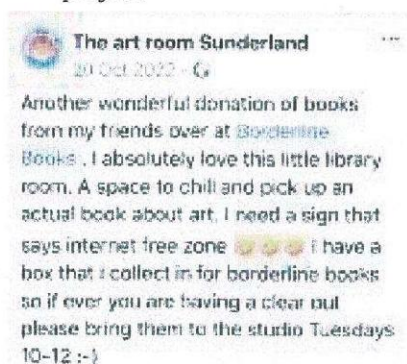 The art room Sunderland
20 Oct 2022
Another wonderful donation of books
from my friends over at Borderline
Books . I absolutely love this little library
room. A space to chill and pick up an
actual book about art. I need a sign that
says internet free zone 😂😂😂 I have a
box that i collect in for borderline books
so if ever you are having a clear out
please bring them to the studio Tuesdays
10-12 :-)